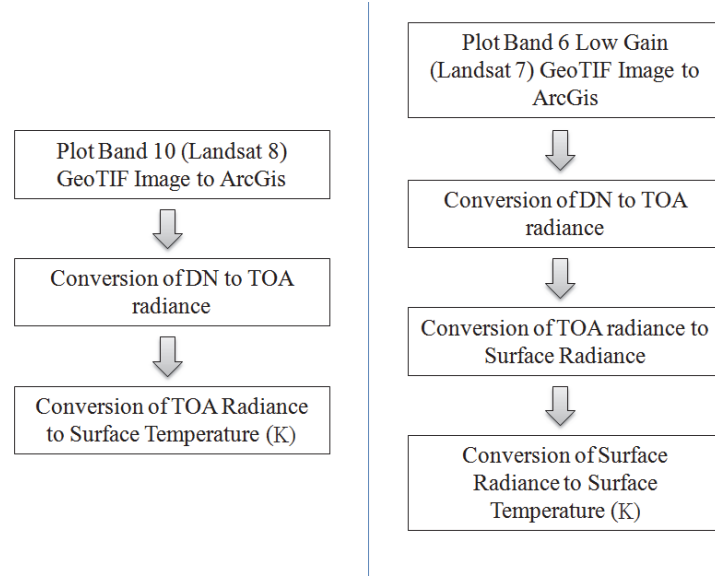 Plot Band 10 (Landsat 8)
GeoTIF Image to ArcGis
Conversion of DN to TOA
radiance
Conversion of TOA Radiance
to Surface Temperature (K)
Plot Band 6 Low Gain
(Landsat 7) GeoTIF Image to
ArcGis
Conversion of DN to TOA
radiance
Conversion of TOA radiance to
Surface Radiance
Conversion of Surface
Radiance to Surface
Temperature (K)